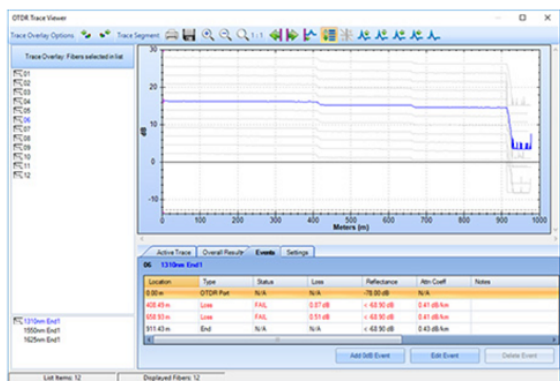 OTDR Trace Viewer
Trace Overlay Options Trace Segment 1:1
Trace Overlay: Fibers selected in list
01
02
03
04
05
06
07
08
09
10
11
12
30
20
10
0
-10
dB
0 100 200 300 400 500 600 700 800 900 1000
Meters (m)
Active Trace Overall Results Events Settings
06 1310nm End1
Location Type Status Loss Reflectance Attn Coeff Notes
0.00 m OTDR Port N/A N/A -78.00 dB N/A
408.49 m Loss FAIL 0.87 dB < -68.90 dB 0.41 dB/km
658.93 m Loss FAIL 0.51 dB < -68.90 dB 0.41 dB/km
911.43 m End N/A N/A < -68.90 dB 0.43 dB/km
1310nm End1
1550nm End1
1625nm End1
Add 0dB Event Edit Event Delete Event
List Items: 12 Displayed Fibers: 12